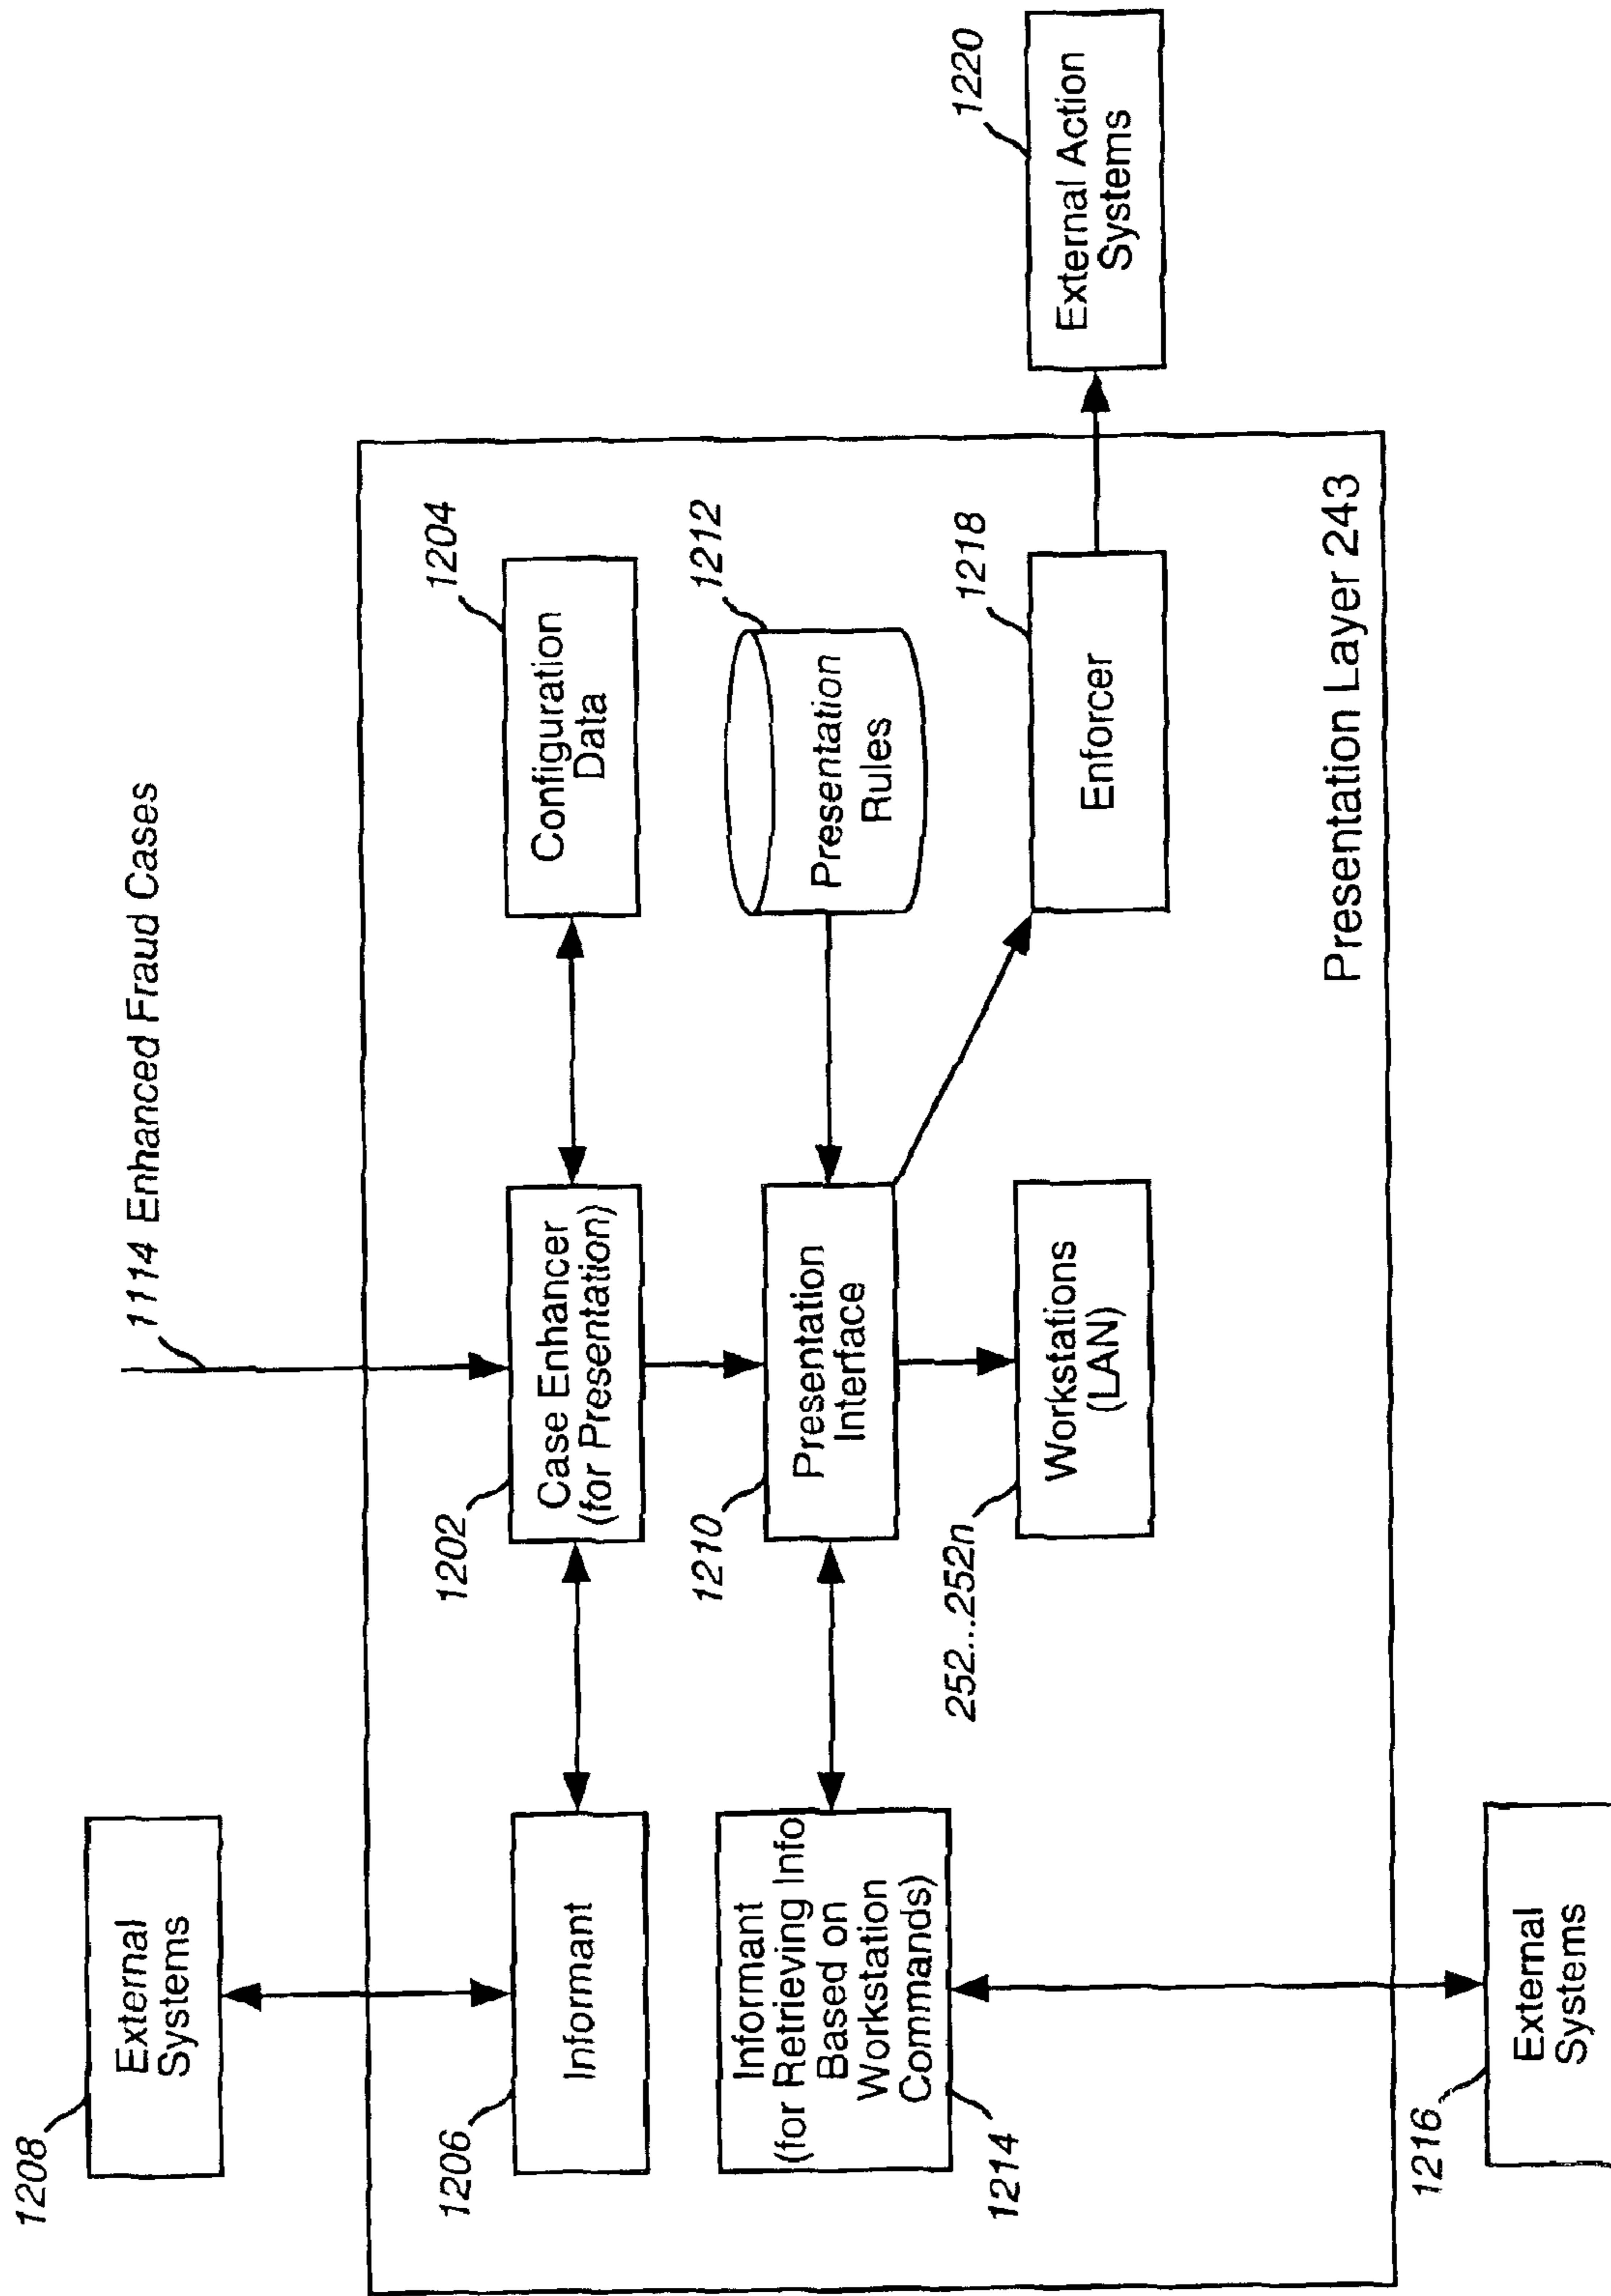 1114 Enhanced Fraud Cases
1208
External
Systems
1206
Informant
1202
Case Enhancer
(for Presentation)
1204
Configuration
Data
Informant
(for Retrieving Info
Based on
Workstation
Commands)
1214
1210
Presentation
Interface
1212
Presentation
Rules
252...252n
Workstations
(LAN)
1218
Enforcer
1220
External Action
Systems
Presentation Layer 243
1216
External
Systems